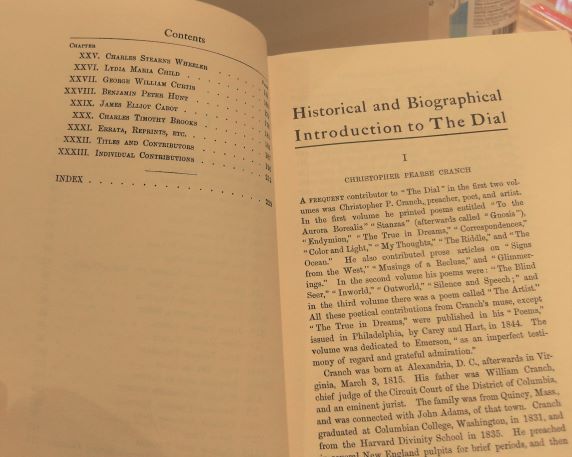 Contents
CHAPTER
XXV. CHARLES STEARNS WHEELER . . . . . .
XXVI. LYDIA MARIA CHILD . . . . . . . .
XXVII. GEORGE WILLIAM CURTIS . . . . . .
XXVIII. BENJAMIN PETER HUNT . . . . . .
XXIX. JAMES ELLIOT CABOT . . . . . . .
XXX. CHARLES TIMOTHY BROOKS . . . . . .
XXXI. ERRATA, REPRINTS, ETC. . . . . . .
XXXII. TITLES AND CONTRIBUTORS . . . . .
XXXIII. INDIVIDUAL CONTRIBUTIONS . . . .
INDEX . . . . . . . . . . . . . .
Historical and Biographical
Introduction to The Dial
I
CHRISTOPHER PEARSE CRANCH
A FREQUENT contributor to "The Dial" in the first two vol-
umes was Christopher P. Cranch, preacher, poet, and artist.
In the first volume he printed poems entitled "To the
Aurora Borealis" "Stanzas" (afterwards called "Gnosis"),
"Endymion," "The True in Dreams," "Correspondences,"
"Color and Light," "My Thoughts," "The Riddle," and "The
Ocean." He also contributed prose articles on "Signs
from the West," "Musings of a Recluse," and "Glimmer-
ings." In the second volume his poems were: "The Blind
Seer," "Inworld," "Outworld," "Silence and Speech;" and
in the third volume there was a poem called "The Artist."
All these poetical contributions from Cranch's muse, except
"The True in Dreams," were published in his "Poems,"
issued in Philadelphia, by Carey and Hart, in 1844. The
volume was dedicated to Emerson, "as an imperfect testi-
mony of regard and grateful admiration."
Cranch was born at Alexandria, D. C., afterwards in Vir-
ginia, March 3, 1815. His father was William Cranch,
chief judge of the Circuit Court of the District of Columbia,
and an eminent jurist. The family was from Quincy, Mass.,
and was connected with John Adams, of that town. Cranch
graduated at Columbian College, Washington, in 1831, and
from the Harvard Divinity School in 1835. He preached
in several New England pulpits for brief periods, and then